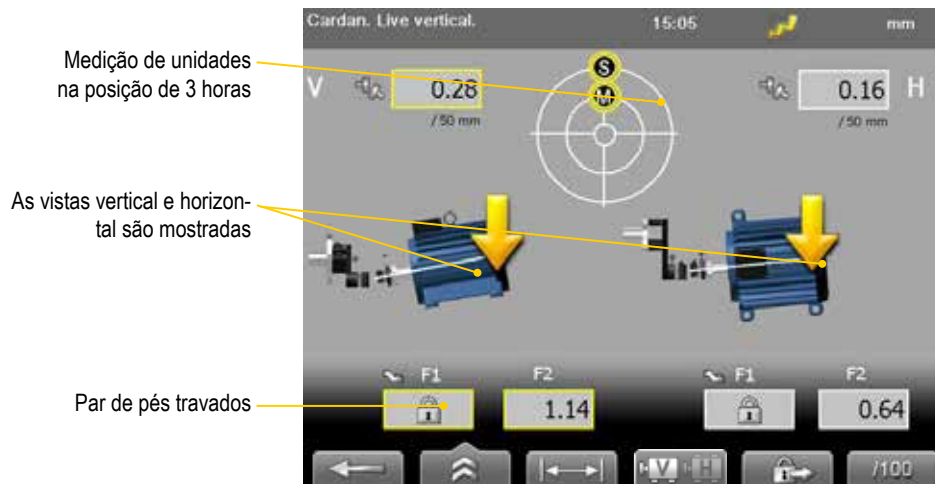 Cardan. Live vertical. 15:05 mm
Medição de unidades
na posição de 3 horas
V 0.28 S M 0.16 H
/ 50 mm / 50 mm
As vistas vertical e horizon-
tal são mostradas
F1 F2 F1 F2
Par de pés travados
1.14 0.64
V H /100